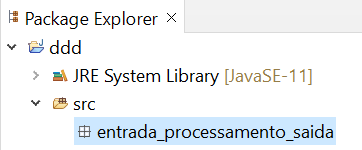 Package Explorer
ddd
JRE System Library [JavaSE-11]
src
entrada_processamento_saida